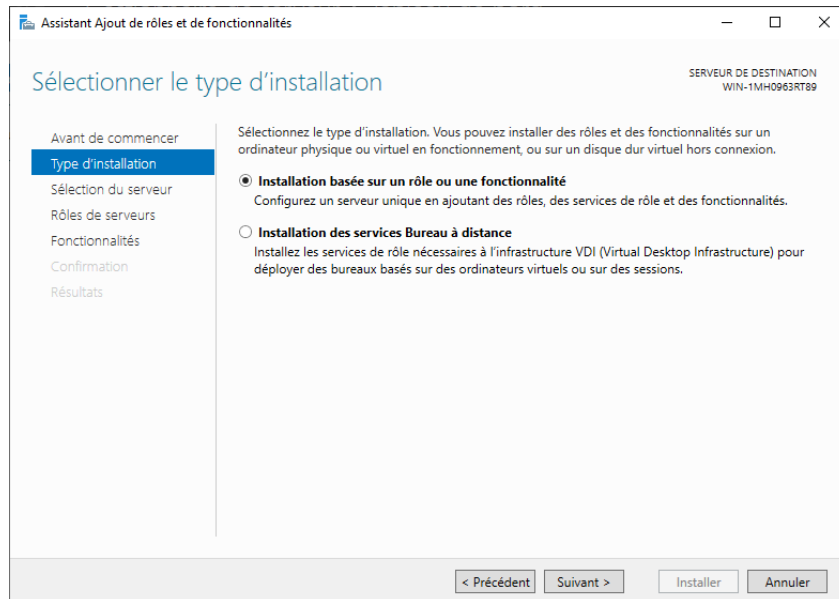 Assistant Ajout de rôles et de fonctionnalités
Sélectionner le type d'installation
SERVEUR DE DESTINATION
WIN-1MH0963RT89
Avant de commencer
Type d'installation
Sélection du serveur
Rôles de serveurs
Fonctionnalités
Confirmation
Résultats
Sélectionnez le type d'installation. Vous pouvez installer des rôles et des fonctionnalités sur un
ordinateur physique ou virtuel en fonctionnement, ou sur un disque dur virtuel hors connexion.
Installation basée sur un rôle ou une fonctionnalité
Configurez un serveur unique en ajoutant des rôles, des services de rôle et des fonctionnalités.
Installation des services Bureau à distance
Installez les services de rôle nécessaires à l'infrastructure VDI (Virtual Desktop Infrastructure) pour
déployer des bureaux basés sur des ordinateurs virtuels ou sur des sessions.
< Précédent
Suivant >
Installer
Annuler